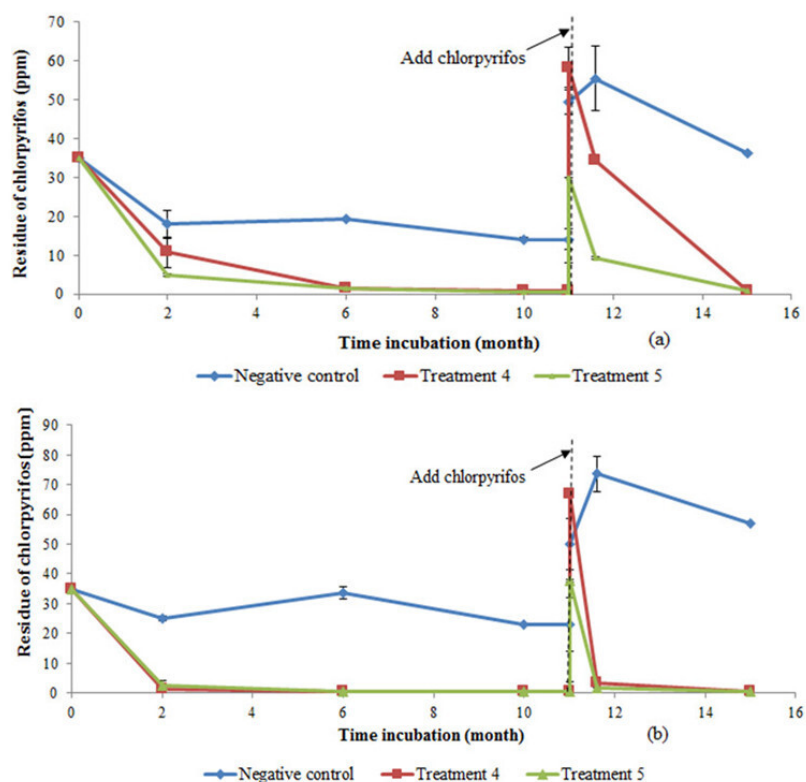 70
60
50
40
30
20
10
0
Residue of chlorpyrifos (ppm)
Add chlorpyrifos
0 2 4 6 8 10 12 14 16
Time incubation (month)
(a)
Negative control Treatment 4 Treatment 5
90
80
70
60
50
40
30
20
10
0
Residue of chlorpyrifos (ppm)
Add chlorpyrifos
0 2 4 6 8 10 12 14 16
Time incubation (month)
(b)
Negative control Treatment 4 Treatment 5